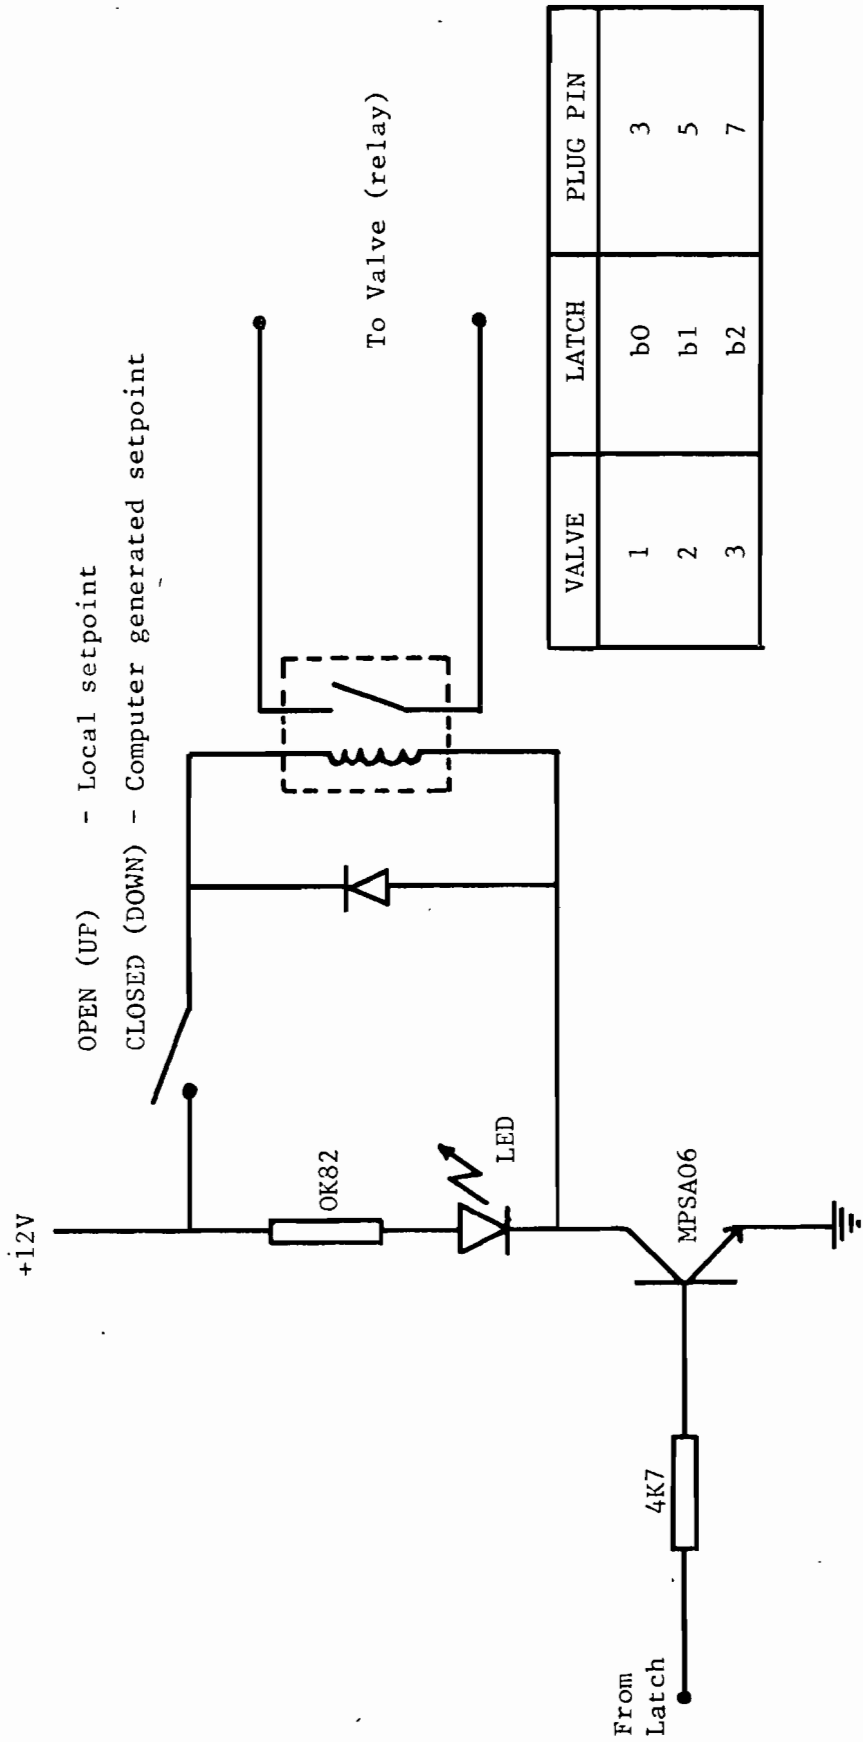 +12V
OPEN (UP) - Local setpoint
CLOSED (DOWN) - Computer generated setpoint
0K82
LED
To Valve (relay)
From
Latch
4K7
MPSA06
VALVE LATCH PLUG PIN
1 b0 3
2 b1 5
3 b2 7